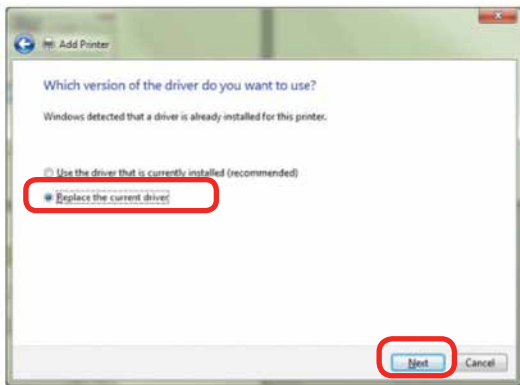 Add Printer
Which version of the driver do you want to use?
Windows detected that a driver is already installed for this printer.
Use the driver that is currently installed (recommended)
Replace the current driver
Next
Cancel